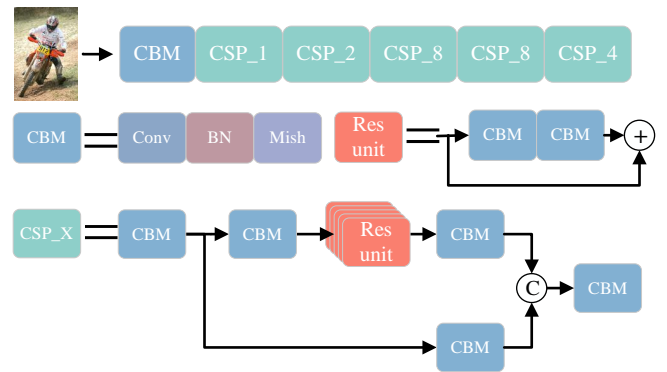 CBM CSP_1 CSP_2 CSP_8 CSP_8 CSP_4
CBM Conv BN Mish
Res
unit
CBM CBM +
CSP_X CBM CBM
Res
unit
CBM
C CBM
CBM